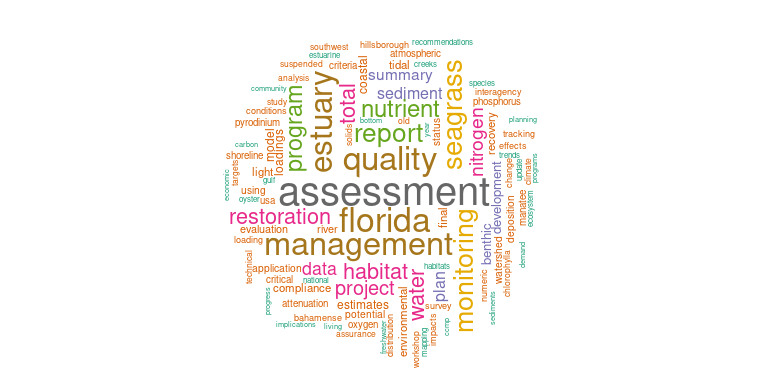 southwest
hillsborough
recommendations
estuarine
atmospheric
suspended
criteria
coastal
tidal
creeks
community
analysis
summary
species
study
estuary
total
sediment
seagrass
interagency
conditions
program
nutrient
phosphorus
pyrodinium
solids
bottom
old
year
status
nitrogen
recovery
planning
model
loadings
report
tracking
carbon
effects
shoreline
quality
trends
economic
targets
light
gulf
development
change
update
climate
programs
using
assessment
oyster
usa
restoration
florida
final
monitoring
benthic
deposition
manatee
ecosystem
evaluation
river
loading
management
watershed
demand
technical
application
data
habitat
habitats
chlorophylla
critical
national
water
plan
numeric
compliance
project
progress
attenuation
estimates
environmental
survey
sediments
bahamense
potential
implications
living
oxygen
freshwater
distribution
impacts
ccmp
assurance
workshop
mapping